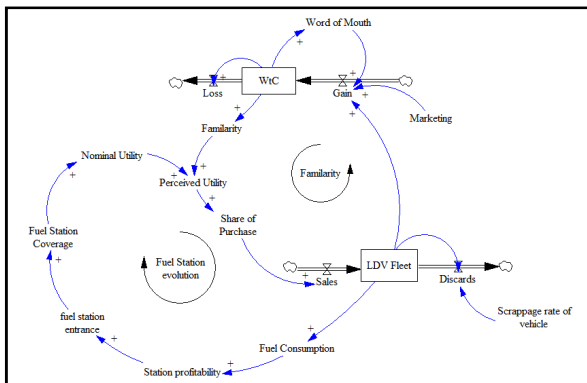 Word of Mouth
+
+
WtC
Loss
+
Gain
+
+
+
Marketing
+
Familarity
Nominal Utility
+
+
+
Perceived Utility
Familarity
+
Share of
Purchase
Fuel Station
Coverage
+
Fuel Station
evolution
+
Sales
LDV Fleet
+
Discards
+
fuel station
entrance
+
Scrappage rate of
vehicle
+
Fuel Consumption
+
Station profitability